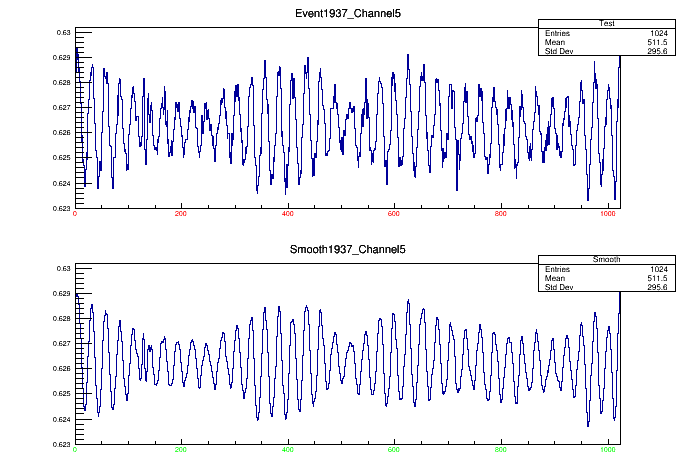 Event1937_Channel5
Test
Entries 1024
Mean 511.5
Std Dev 295.6
0.63
0.629
0.628
0.627
0.626
0.625
0.624
0.623
0 200 400 600 800 1000
Smooth1937_Channel5
Smooth
Entries 1024
Mean 511.5
Std Dev 295.6
0.63
0.629
0.628
0.627
0.626
0.625
0.624
0.623
0 200 400 600 800 1000